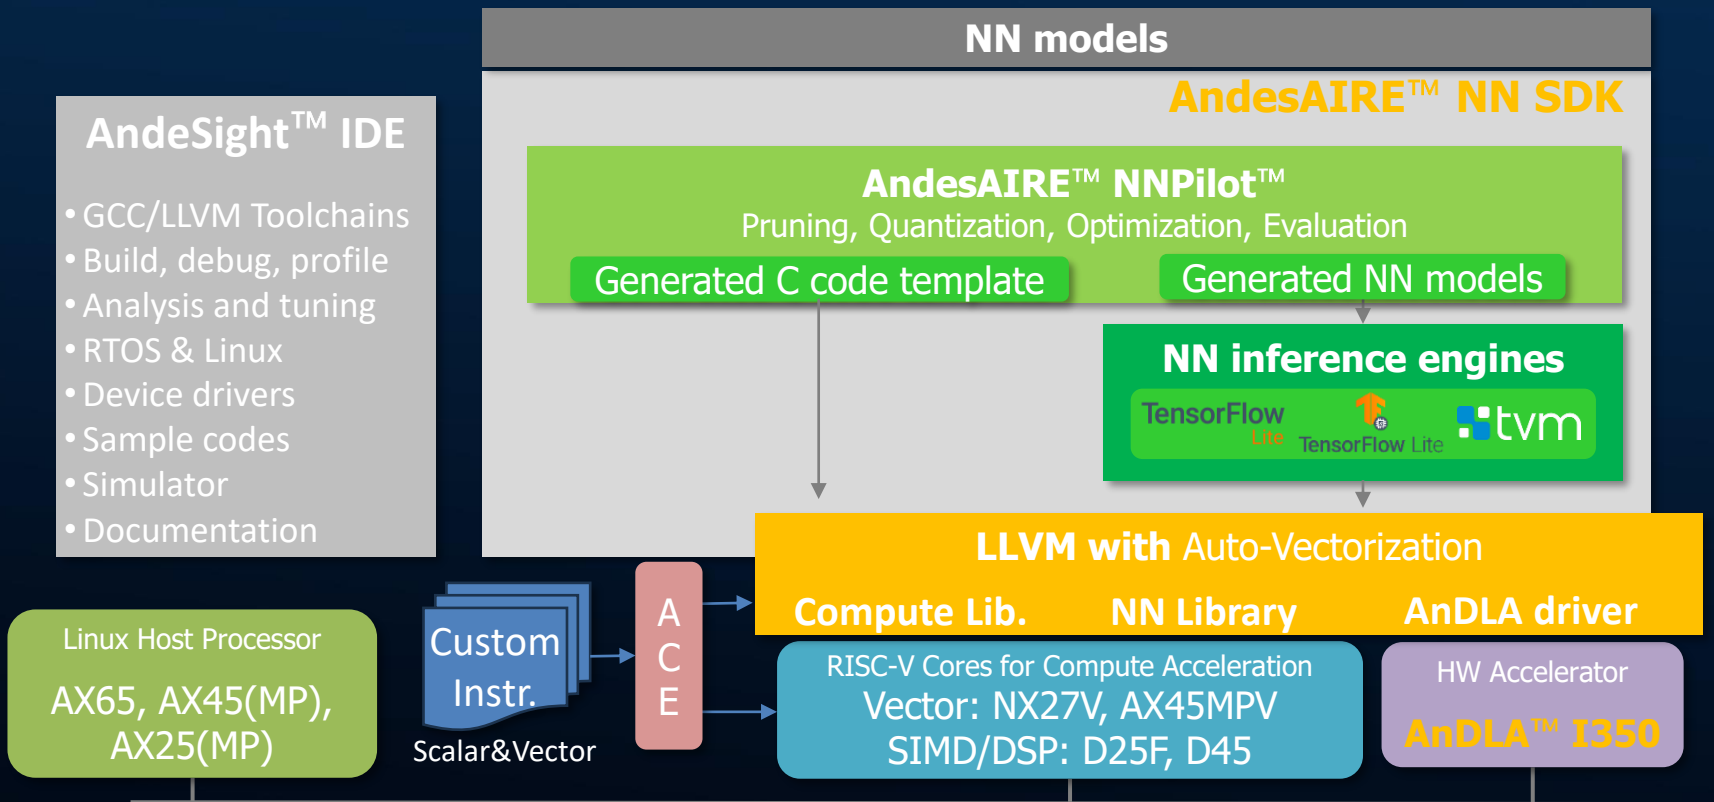 NN models
AndesAIRE™ NN SDK
AndeSight™ IDE
• GCC/LLVM Toolchains
• Build, debug, profile
• Analysis and tuning
• RTOS & Linux
• Device drivers
• Sample codes
• Simulator
• Documentation
AndesAIRE™ NNPilot™
Pruning, Quantization, Optimization, Evaluation
Generated C code template
Generated NN models
NN inference engines
TensorFlow
Lite
TensorFlow Lite
tvm
LLVM with Auto-Vectorization
Compute Lib.
NN Library
AnDLA driver
Linux Host Processor
AX65, AX45(MP),
AX25(MP)
Custom
Instr.
Scalar&Vector
A
C
E
RISC-V Cores for Compute Acceleration
Vector: NX27V, AX45MPV
SIMD/DSP: D25F, D45
HW Accelerator
AnDLA™ I350